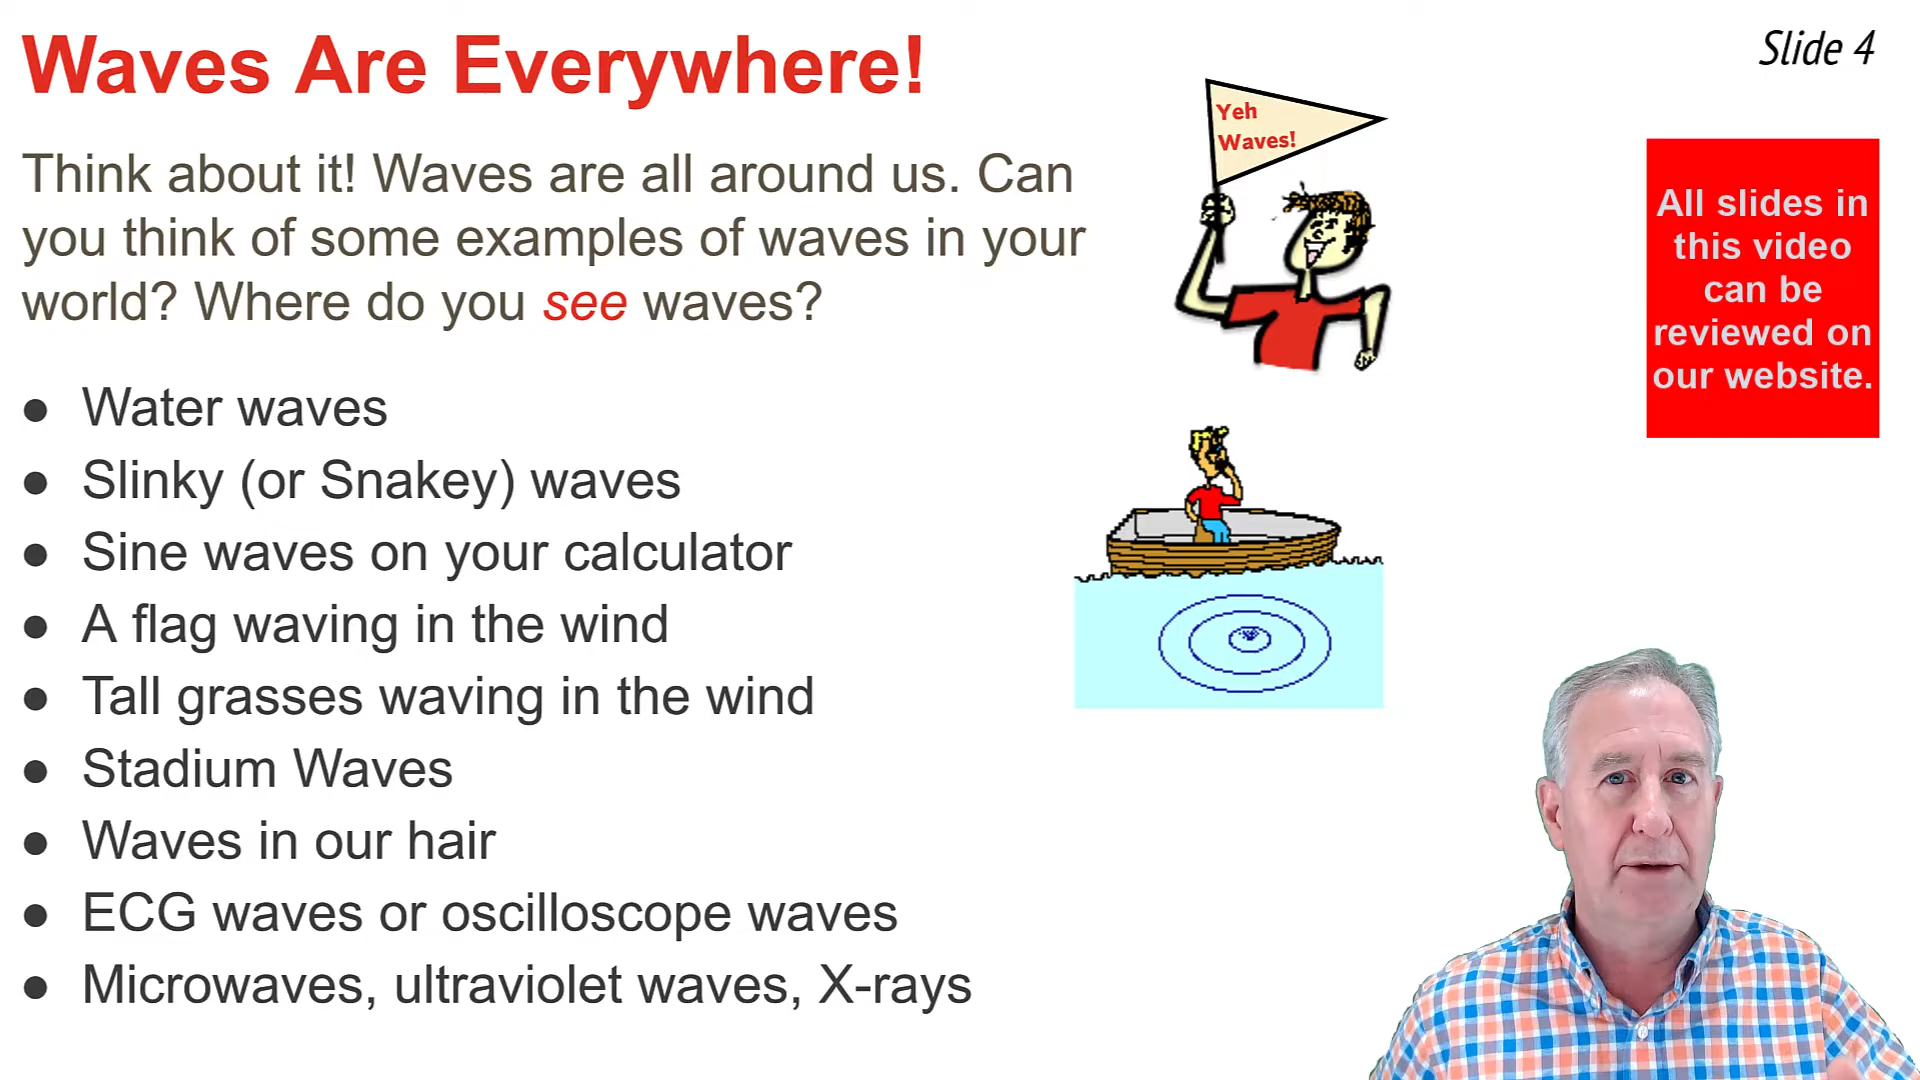 Waves Are Everywhere!
Slide 4
Think about it! Waves are all around us. Can
you think of some examples of waves in your
world? Where do you see waves?
Yeh
Waves!
All slides in
this video
can be
reviewed on
our website.
● Water waves
● Slinky (or Snakey) waves
● Sine waves on your calculator
● A flag waving in the wind
● Tall grasses waving in the wind
● Stadium Waves
● Waves in our hair
● ECG waves or oscilloscope waves
● Microwaves, ultraviolet waves, X-rays